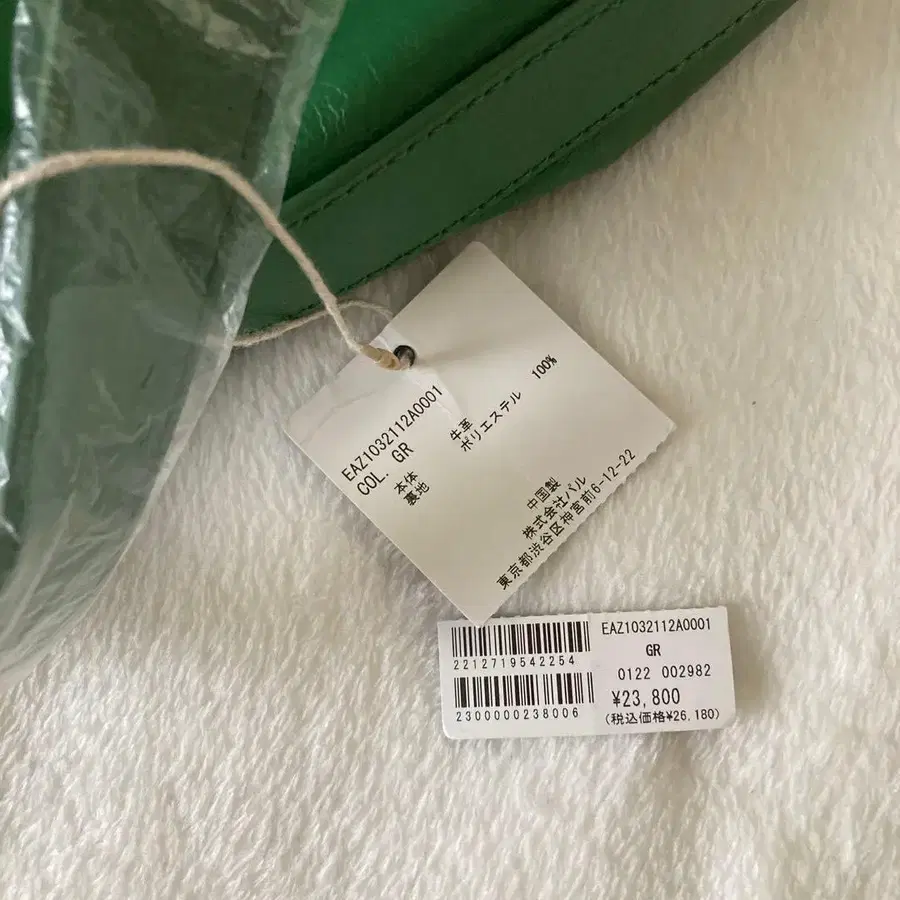 EAZ1032112A0001
COL. GR
本体 牛革
裏地 ポリエステル 100%
中国製
株式会社パル
東京都渋谷区神宮前6-12-22
2212719542254
2300000238006
EAZ1032112A0001
GR
0122 002982
¥23,800
(税込価格¥26,180)